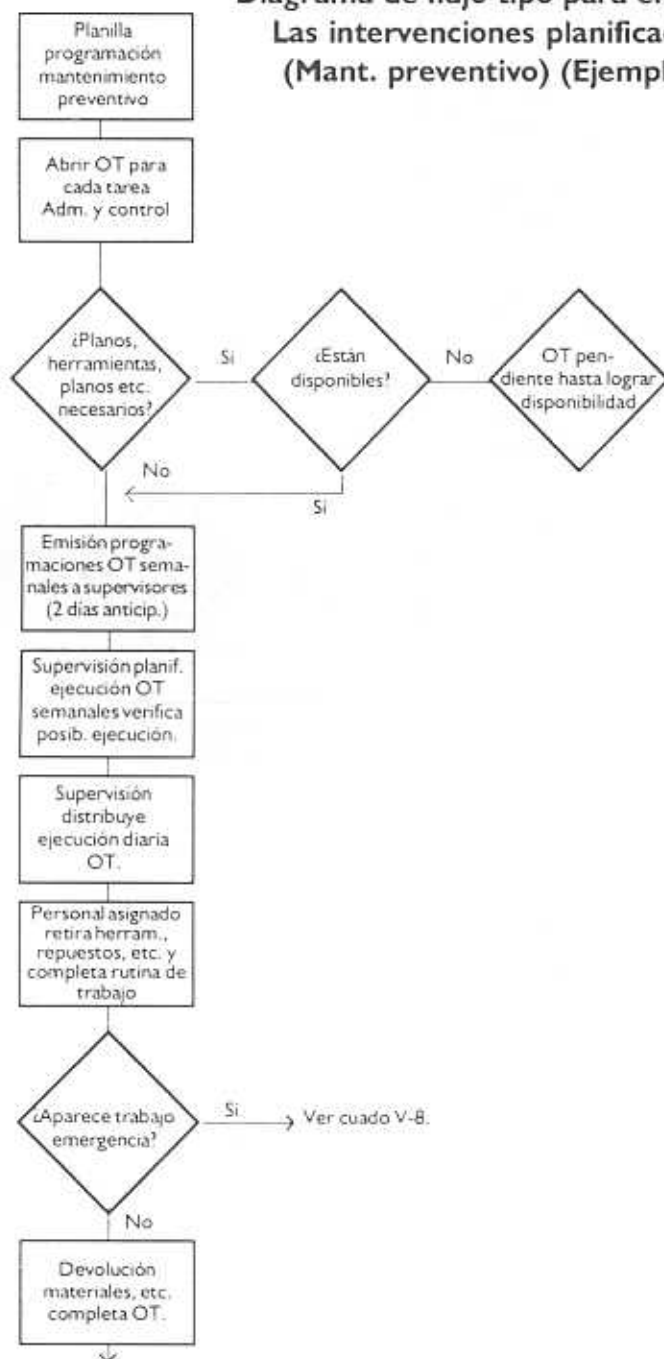 Diagrama de flujo tipo para el
Las intervenciones planificad
(Mant. preventivo) (Ejempl
Planilla
programación
mantenimiento
preventivo
Abrir OT para
cada tarea
Adm. y control
¿Planos,
herramientas,
planos etc.
necesarios?
Si
¿Están
disponibles?
No
OT pen-
diente hasta lograr
disponibilidad
No
Si
Emisión progra-
maciones OT sema-
nales a supervisores
(2 días anticip.)
Supervisión planif.
ejecución OT
semanales verifica
posib. ejecución.
Supervisión
distribuye
ejecución diaria
OT.
Personal asignado
retira herram.,
repuestos, etc. y
completa rutina de
trabajo
¿Aparece trabajo
emergencia?
Si
Ver cuado V-8.
No
Devolución
materiales, etc.
completa OT.